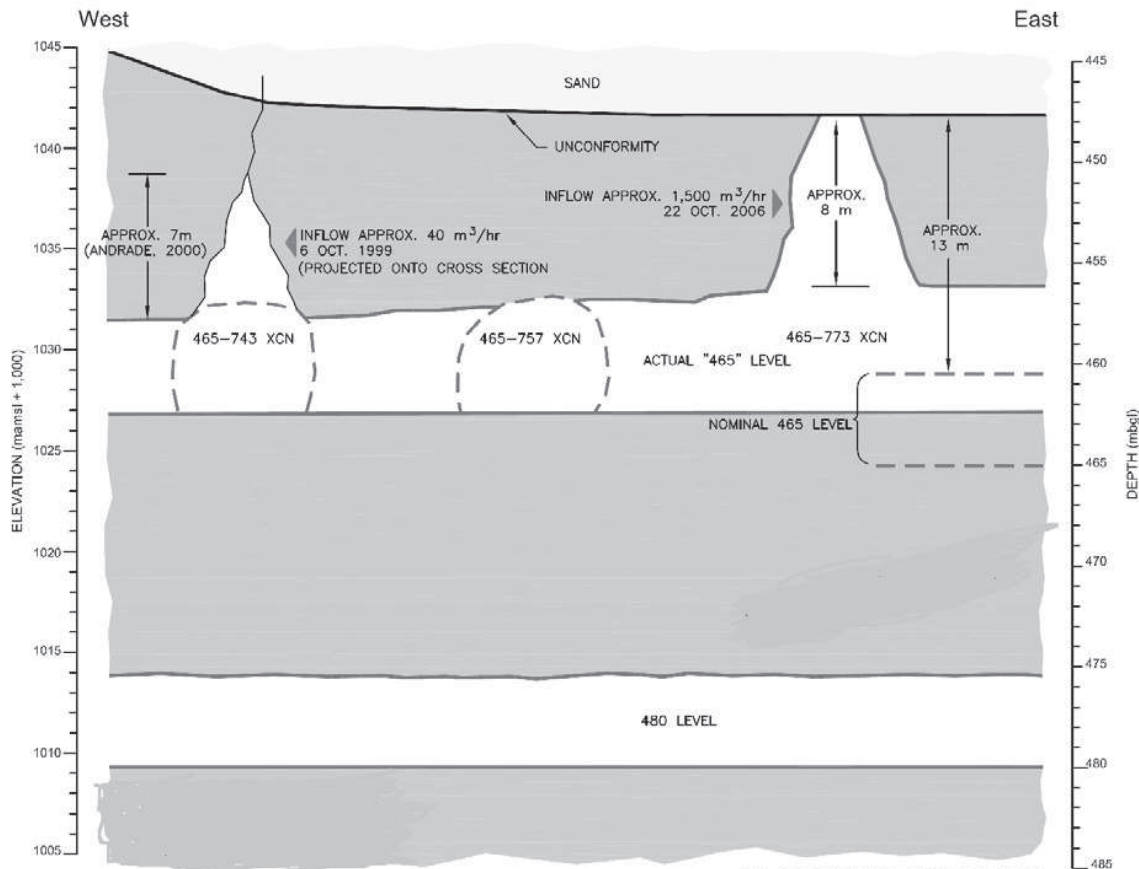 West
East
1045
1040
1035
1030
1025
1020
1015
1010
1005
ELEVATION (mamsl + 1,000)
SAND
UNCONFORMITY
APPROX. 7m
(ANDRADE, 2000)
INFLOW APPROX. 40 m³/hr
6 OCT. 1999
(PROJECTED ONTO CROSS SECTION
INFLOW APPROX. 1,500 m³/hr
22 OCT. 2006
APPROX.
8 m
APPROX.
13 m
465-743 XCN
465-757 XCN
465-773 XCN
ACTUAL "465" LEVEL
NOMINAL 465 LEVEL
480 LEVEL
445
450
455
460
465
470
475
480
485
DEPTH (mbgl)